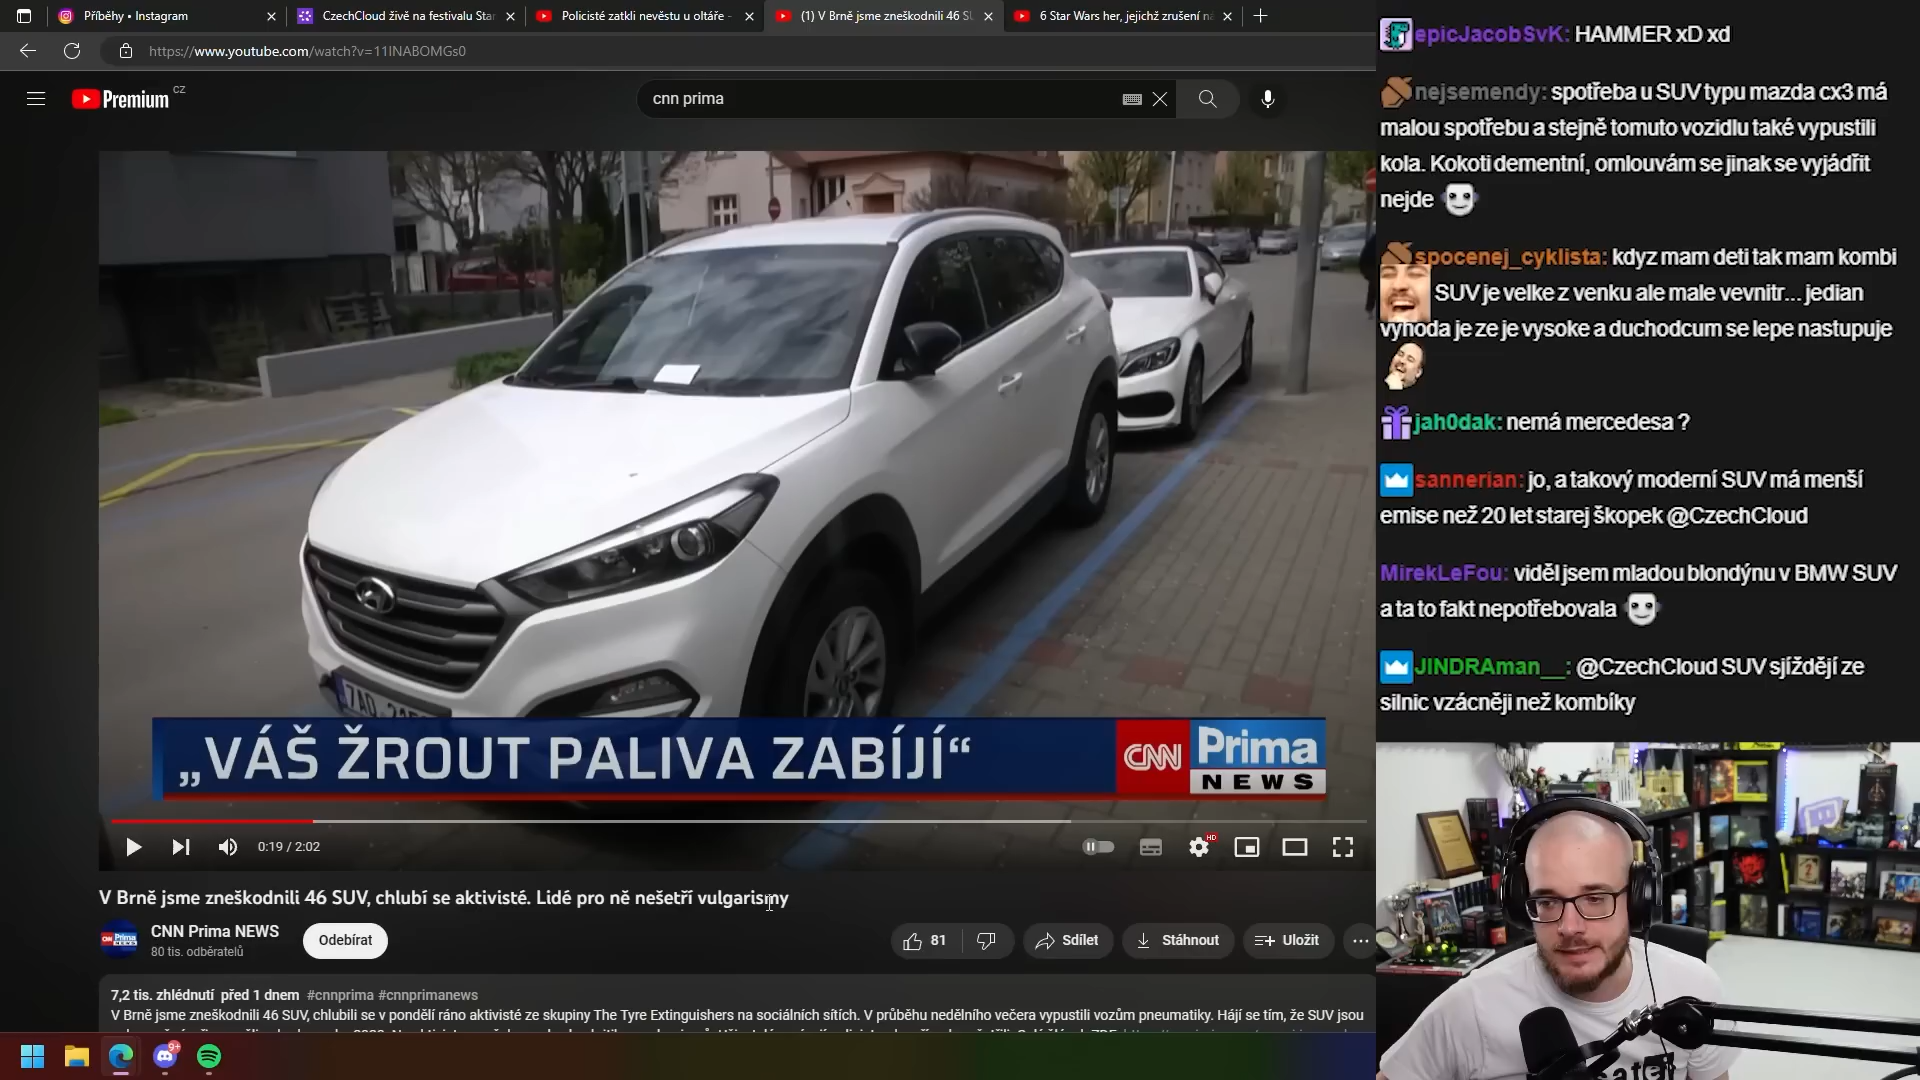 Příběhy • Instagram
CzechCloud živě na festivalu Star
Policisté zatkli nevěstu u oltáře -
(1) V Brně jsme zneškodnili 46 SU
6 Star Wars her, jejichž zrušení ná
https://www.youtube.com/watch?v=11INABOMGs0
Premium CZ
cnn prima
„VÁŠ ŽROUT PALIVA ZABÍJÍ“
CNN Prima
NEWS
0:19 / 2:02
HD
V Brně jsme zneškodnili 46 SUV, chlubí se aktivisté. Lidé pro ně nešetří vulgarismy
CNN Prima NEWS
80 tis. odběratelů
Odebírat
81
Sdílet
Stáhnout
Uložit
7,2 tis. zhlédnutí před 1 dnem #cnnprima #cnnprimanews
V Brně jsme zneškodnili 46 SUV, chlubili se v pondělí ráno aktivisté ze skupiny The Tyre Extinguishers na sociálních sítích. V průběhu nedělního večera vypustili vozům pneumatiky. Hájí se tím, že SUV jsou
9+
epicJacobSvK: HAMMER xD xd
nejsemendy: spotřeba u SUV typu mazda cx3 má
malou spotřebu a stejně tomuto vozidlu také vypustili
kola. Kokoti dementní, omlouvám se jinak se vyjádřit
nejde
spocenej_cyklista: kdyz mam deti tak mam kombi
SUV je velke z venku ale male vevnitr... jedian
vyhoda je ze je vysoke a duchodcum se lepe nastupuje
jah0dak: nemá mercedesa ?
sannerian: jo, a takový moderní SUV má menší
emise než 20 let starej škopek @CzechCloud
MirekLeFou: viděl jsem mladou blondýnu v BMW SUV
a ta to fakt nepotřebovala
JINDRAman__: @CzechCloud SUV sjíždějí ze
silnic vzácněji než kombíky